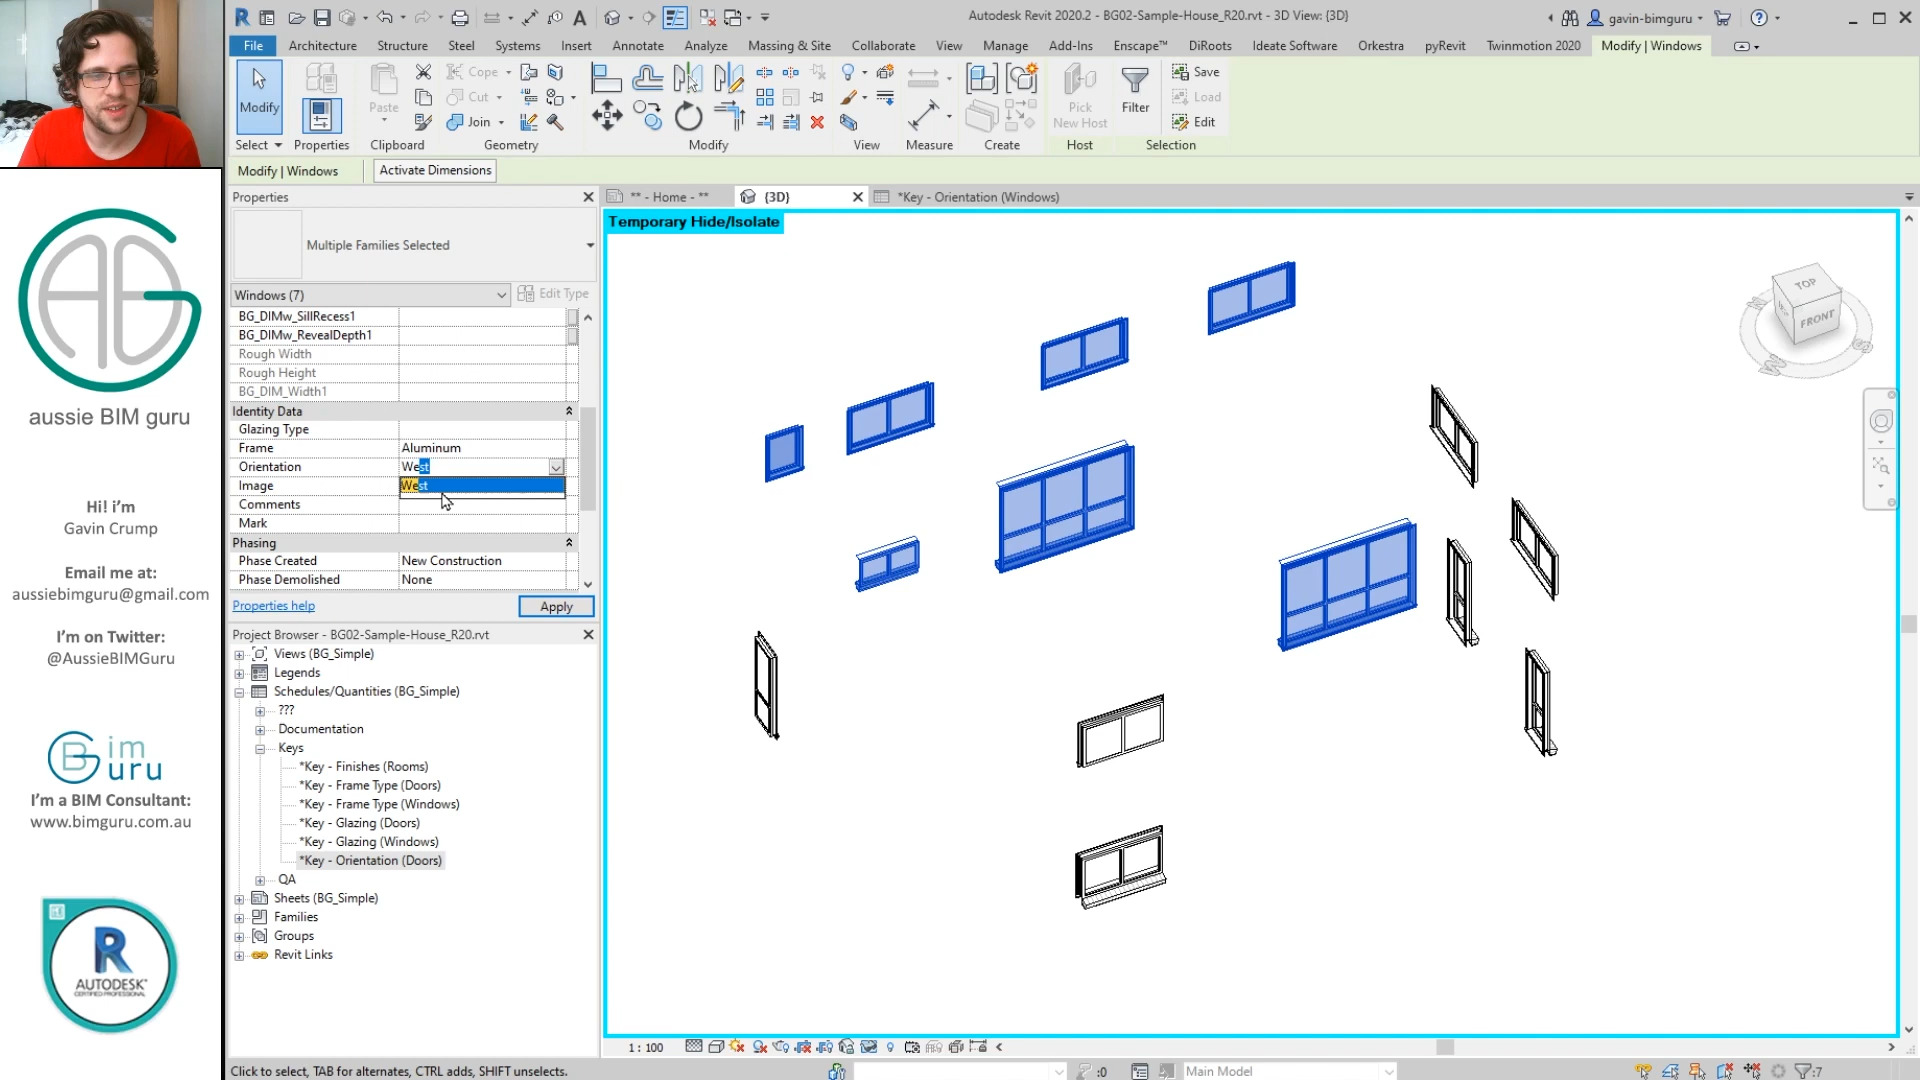 Autodesk Revit 2020.2 - BG02-Sample-House_R20.rvt - 3D View: {3D}
gavin-bimguru
File Architecture Structure Steel Systems Insert Annotate Analyze Massing & Site Collaborate View Manage Add-Ins Enscape™ DiRoots Ideate Software Orkestra pyRevit Twinmotion 2020 Modify | Windows
Modify
Paste
Cope
Cut
Join
Pick
New Host
Filter
Save
Load
Edit
Select Properties Clipboard Geometry Modify View Measure Create Host Selection
Modify | Windows Activate Dimensions
Properties
** - Home - **
{3D}
*Key - Orientation (Windows)
Temporary Hide/Isolate
Multiple Families Selected
Windows (7)
Edit Type
BG_DIMw_SillRecess1
BG_DIMw_RevealDepth1
Rough Width
Rough Height
BG_DIM_Width1
Identity Data
Glazing Type
Frame Aluminum
Orientation West
Image West
Comments
Mark
Phasing
Phase Created New Construction
Phase Demolished None
Properties help
Apply
Project Browser - BG02-Sample-House_R20.rvt
Views (BG_Simple)
Legends
Schedules/Quantities (BG_Simple)
???
Documentation
Keys
*Key - Finishes (Rooms)
*Key - Frame Type (Doors)
*Key - Frame Type (Windows)
*Key - Glazing (Doors)
*Key - Glazing (Windows)
*Key - Orientation (Doors)
QA
Sheets (BG_Simple)
Families
Groups
Revit Links
TOP
FRONT
1 : 100
Click to select, TAB for alternates, CTRL adds, SHIFT unselects.
:0
Main Model
:7
aussie BIM guru
Hi! i'm
Gavin Crump
Email me at:
aussiebimguru@gmail.com
I'm on Twitter:
@AussieBIMGuru
Bim
Guru
I'm a BIM Consultant:
www.bimguru.com.au
R
AUTODESK
CERTIFIED PROFESSIONAL